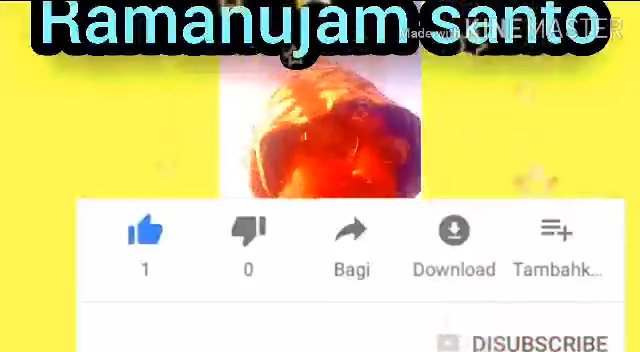 Ramanujam santo
Made with KINEMASTER
1 0 Bagi Download Tambahk...
DISUBSCRIBE